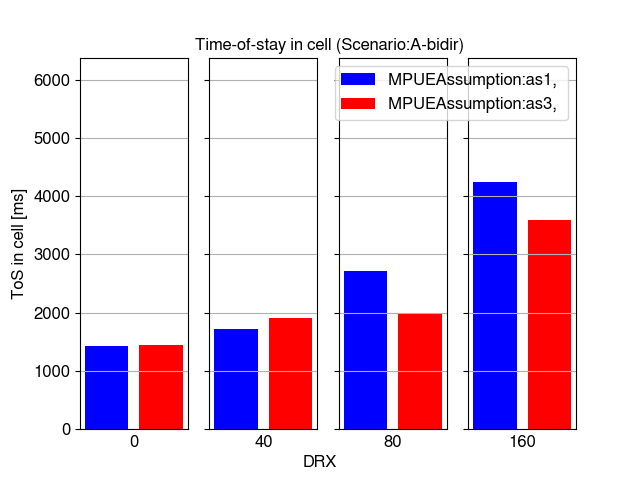 Time-of-stay in cell (Scenario:A-bidir)
MPUEAssumption:as1,
MPUEAssumption:as3,
ToS in cell [ms]
6000
5000
4000
3000
2000
1000
0
0
40
80
160
DRX